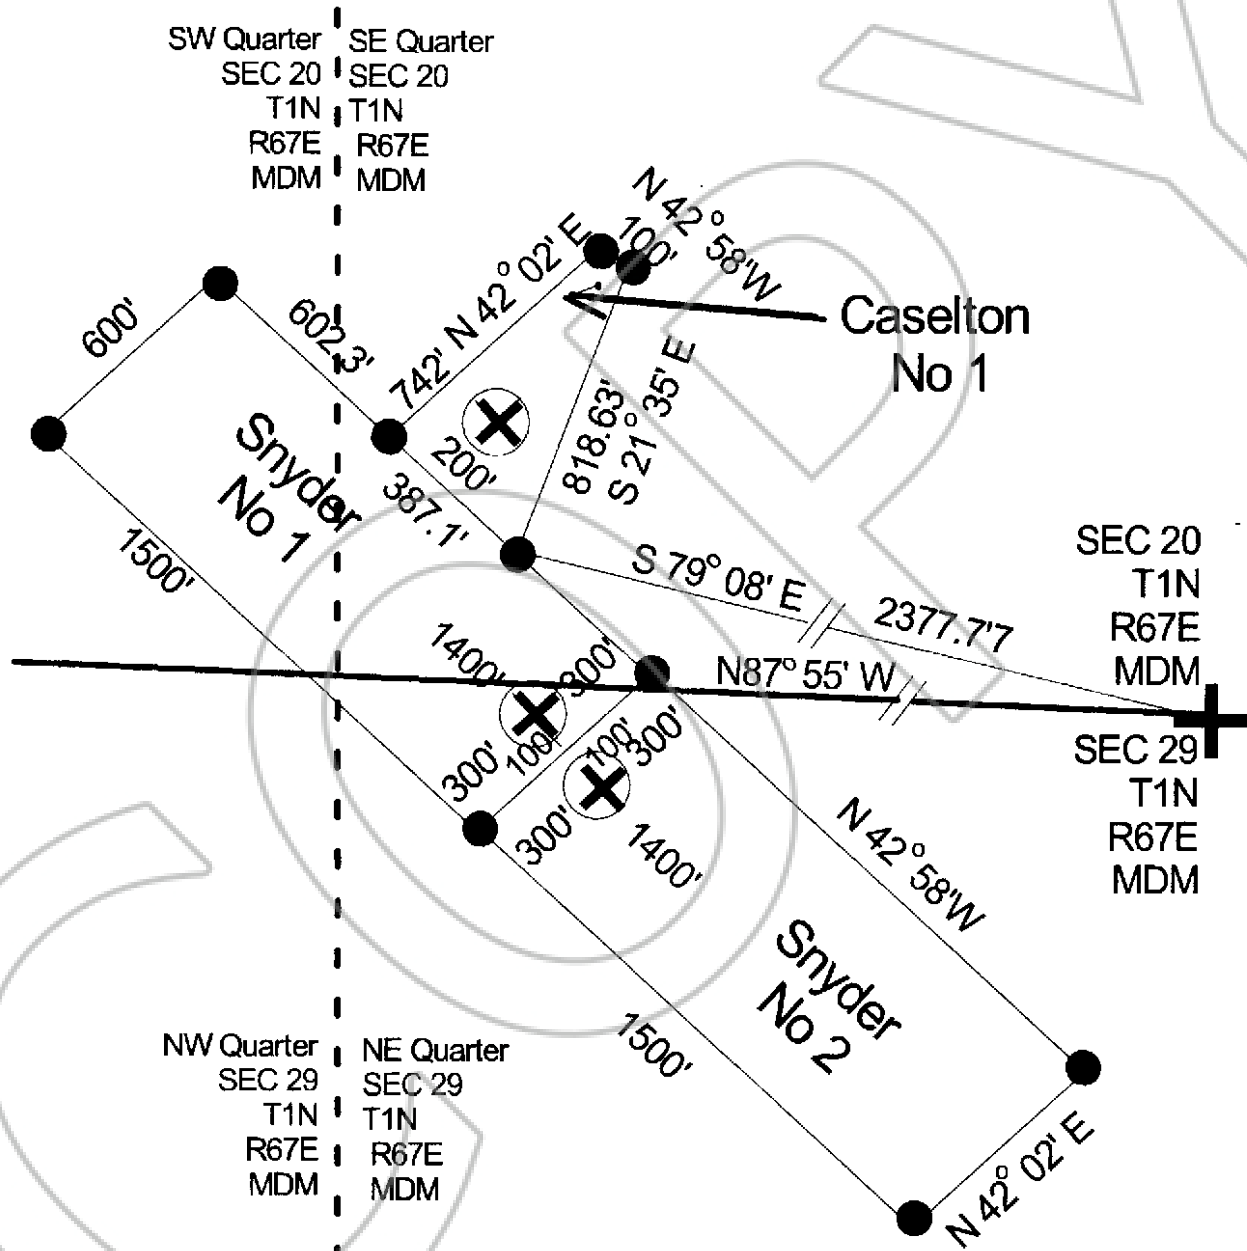 SW Quarter
SEC 20
T1N
R67E
MDM
SE Quarter
SEC 20
T1N
R67E
MDM
N 42° 58'W
100'
742' N 42° 02' E
600'
602.3'
Caselton
No 1
818.63'
S 21° 35' E
200'
387.1'
Snyder
No 1
1500'
S 79° 08' E
2377.7'7
N87° 55' W
SEC 20
T1N
R67E
MDM
SEC 29
T1N
R67E
MDM
1400'
300'
300'
100'
100'
300'
300'
1400'
N 42° 58'W
Snyder
No 2
1500'
N 42° 02' E
NW Quarter
SEC 29
T1N
R67E
MDM
NE Quarter
SEC 29
T1N
R67E
MDM
COPY